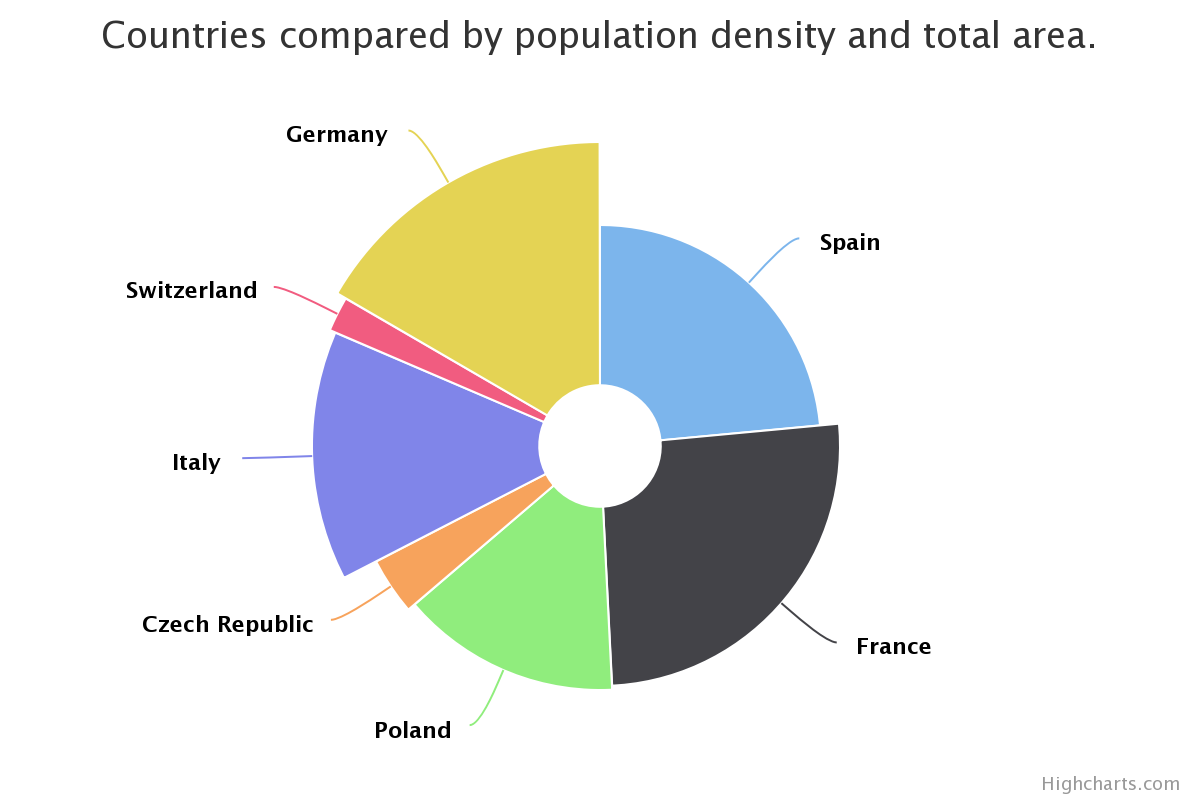 Countries compared by population density and total area.
Germany
Spain
Switzerland
Italy
Czech Republic
France
Poland
Highcharts.com